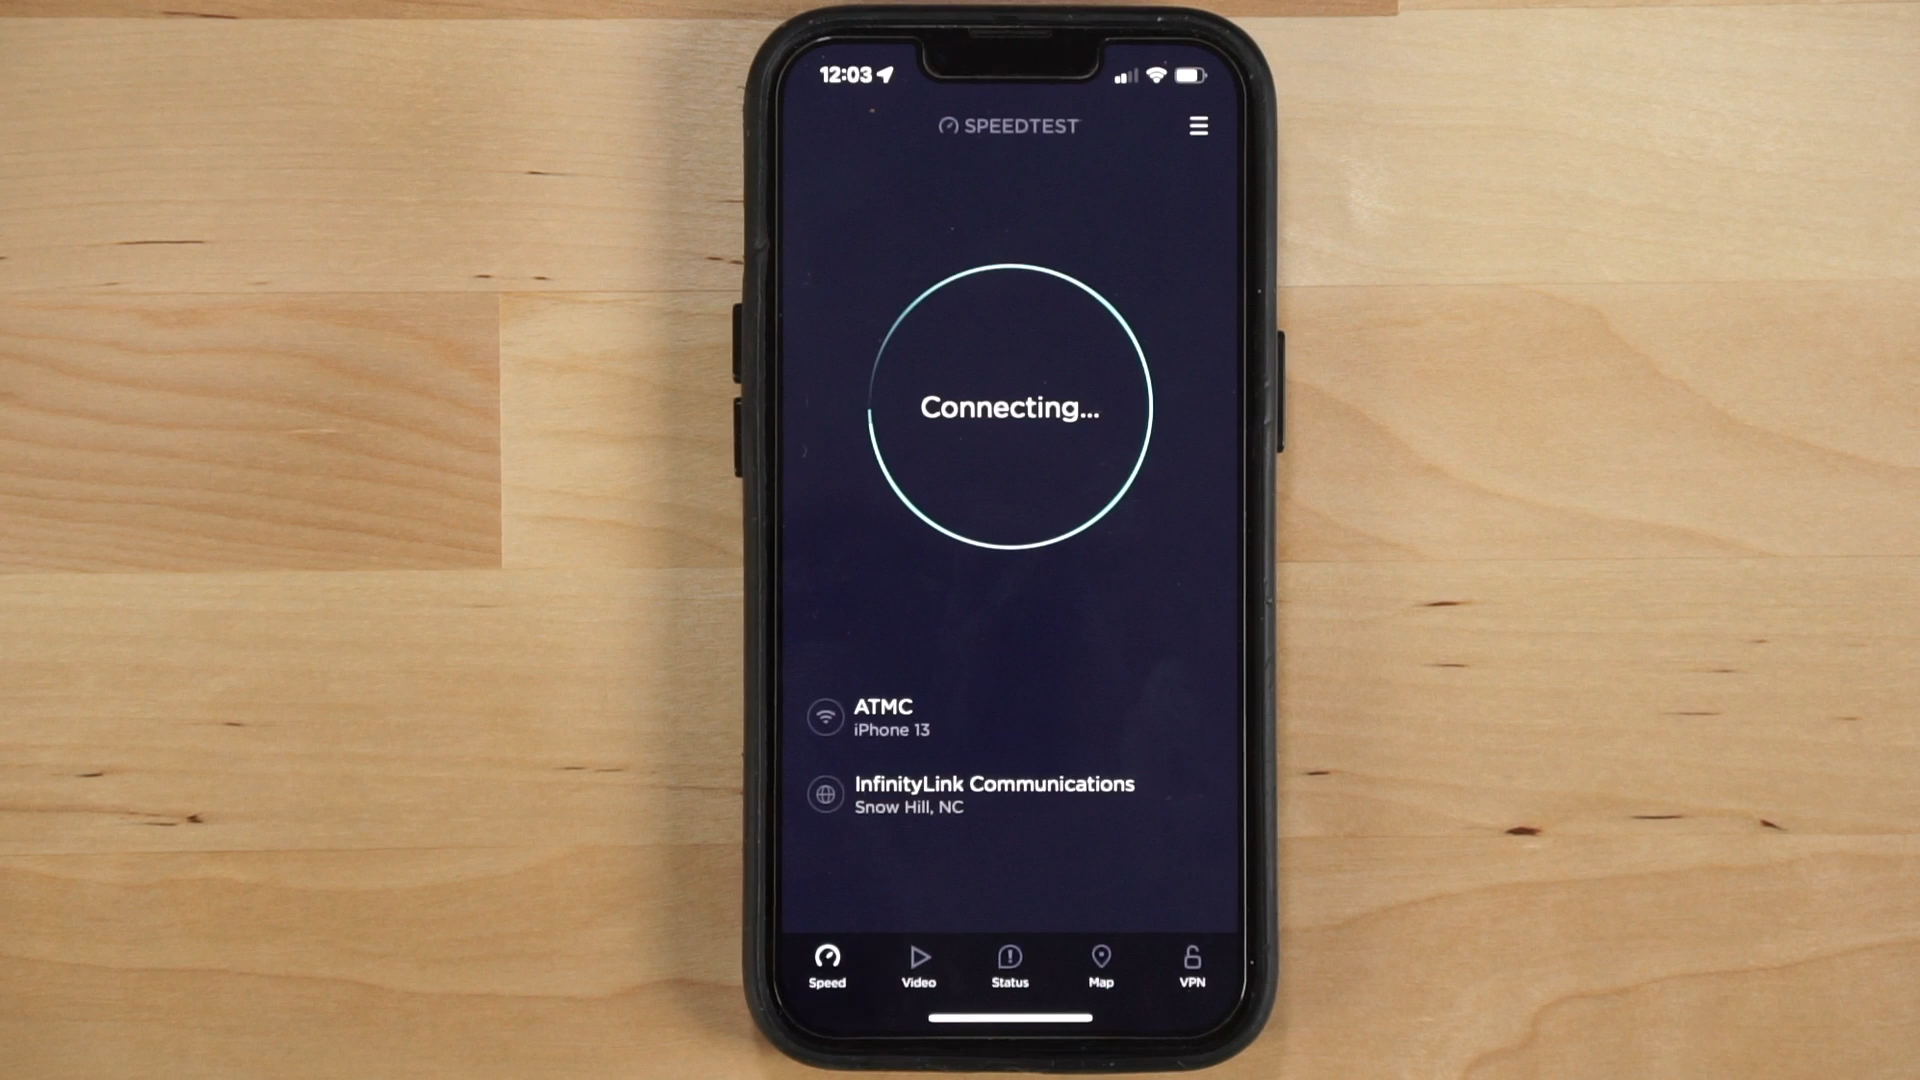 12:03
SPEEDTEST
Connecting...
ATMC
iPhone 13
InfinityLink Communications
Snow Hill, NC
Speed
Video
Status
Map
VPN